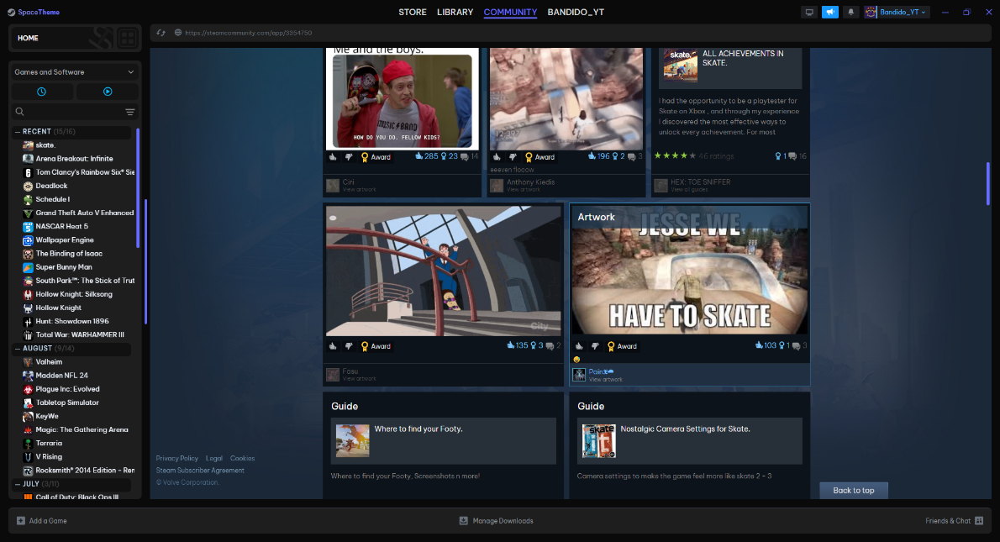 SpaceTheme
STORE LIBRARY COMMUNITY BANDIDO_YT
Bandido_YT
HOME
https://steamcommunity.com/app/3354750
Games and Software
— RECENT (15/16)
skate.
Arena Breakout: Infinite
Tom Clancy's Rainbow Six® Sie
Deadlock
Schedule I
Grand Theft Auto V Enhanced
NASCAR Heat 5
Wallpaper Engine
The Binding of Isaac
Super Bunny Man
South Park™: The Stick of Trut
Hollow Knight: Silksong
Hollow Knight
Hunt: Showdown 1896
Total War: WARHAMMER III
— AUGUST (9/14)
Valheim
Madden NFL 24
Plague Inc: Evolved
Tabletop Simulator
KeyWe
Magic: The Gathering Arena
Terraria
V Rising
Rocksmith® 2014 Edition - Rem
— JULY (3/11)
Call of Duty: Black Ops III
Me and the boys.
MUSIC BAND
HOW DO YOU DO, FELLOW KIDS?
Award 285 23 14
Ciri
View artwork
Award 196 2 3
eeeven flooow
Anthony Kiedis
View artwork
skate.
ALL ACHIEVEMENTS IN
SKATE.
I had the opportunity to be a playtester for
Skate on Xbox , and through my experience
I discovered the most effective ways to
unlock every achievement. For most
46 ratings 1 16
HEX: TOE SNIFFER
View all guides
City
Award 135 3 2
Fasu
View artwork
Artwork
JESSE WE
HAVE TO SKATE
Award 103 1 3
View artwork
Guide
Where to find your Footy.
Where to find your Footy, Screenshots n more!
Guide
skate
Nostalgic Camera Settings for Skate.
Camera settings to make the game feel more like skate 2 - 3
Privacy Policy Legal Cookies
Steam Subscriber Agreement
© Valve Corporation.
Back to top
Add a Game
Manage Downloads
Friends & Chat